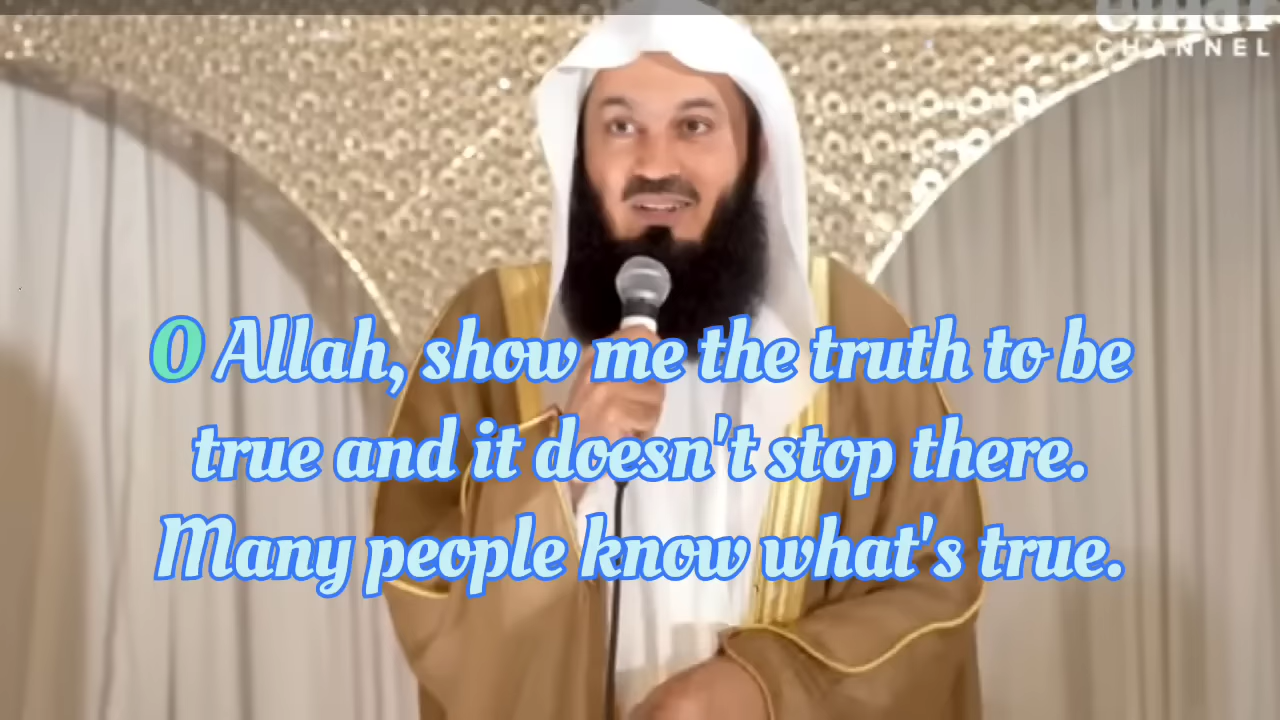 CHANNEL
O Allah, show me the truth to be
true and it doesn't stop there.
Many people know what's true.